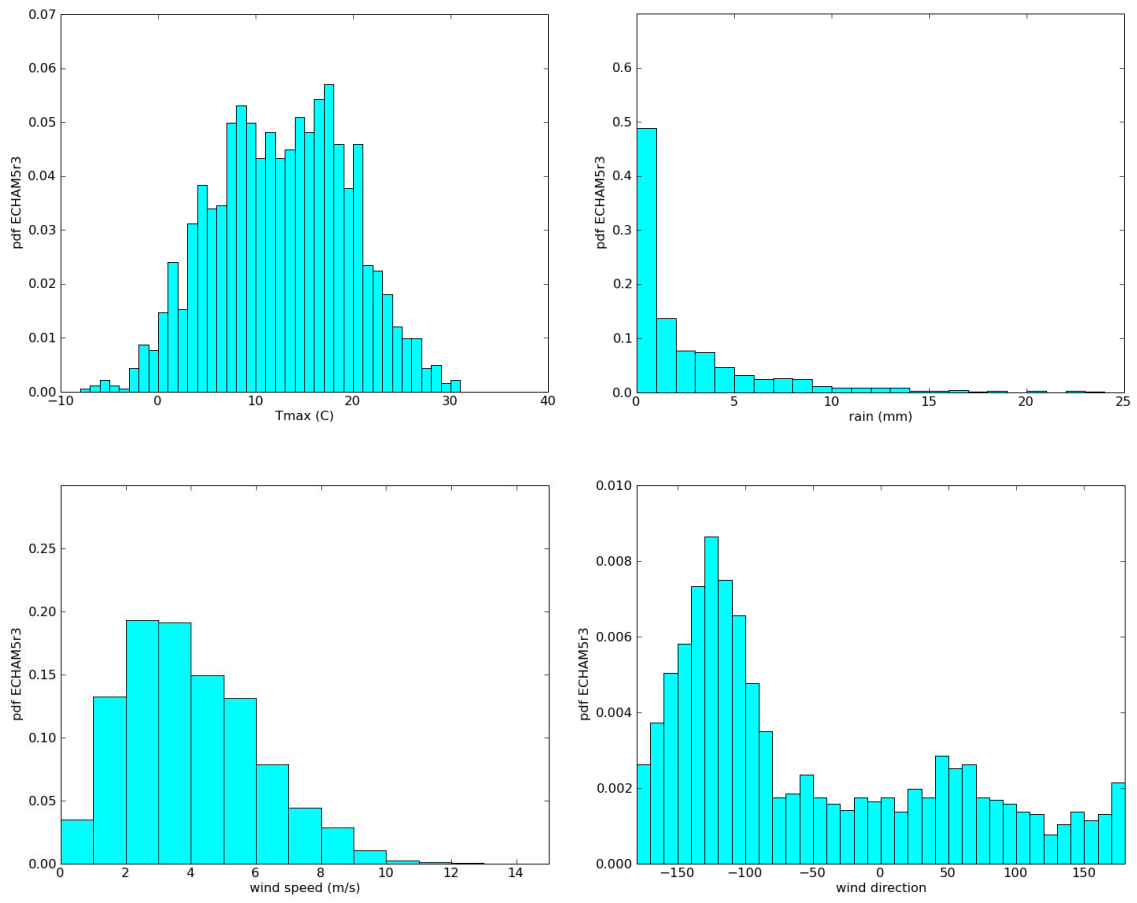 0.07
0.06
0.05
0.04
0.03
0.02
0.01
0.00
pdf ECHAM5r3
−10 0 10 20 30 40
Tmax (C)
0.6
0.5
0.4
0.3
0.2
0.1
0.0
pdf ECHAM5r3
0 5 10 15 20 25
rain (mm)
0.25
0.20
0.15
0.10
0.05
0.00
pdf ECHAM5r3
0 2 4 6 8 10 12 14
wind speed (m/s)
0.010
0.008
0.006
0.004
0.002
0.000
pdf ECHAM5r3
−150 −100 −50 0 50 100 150
wind direction